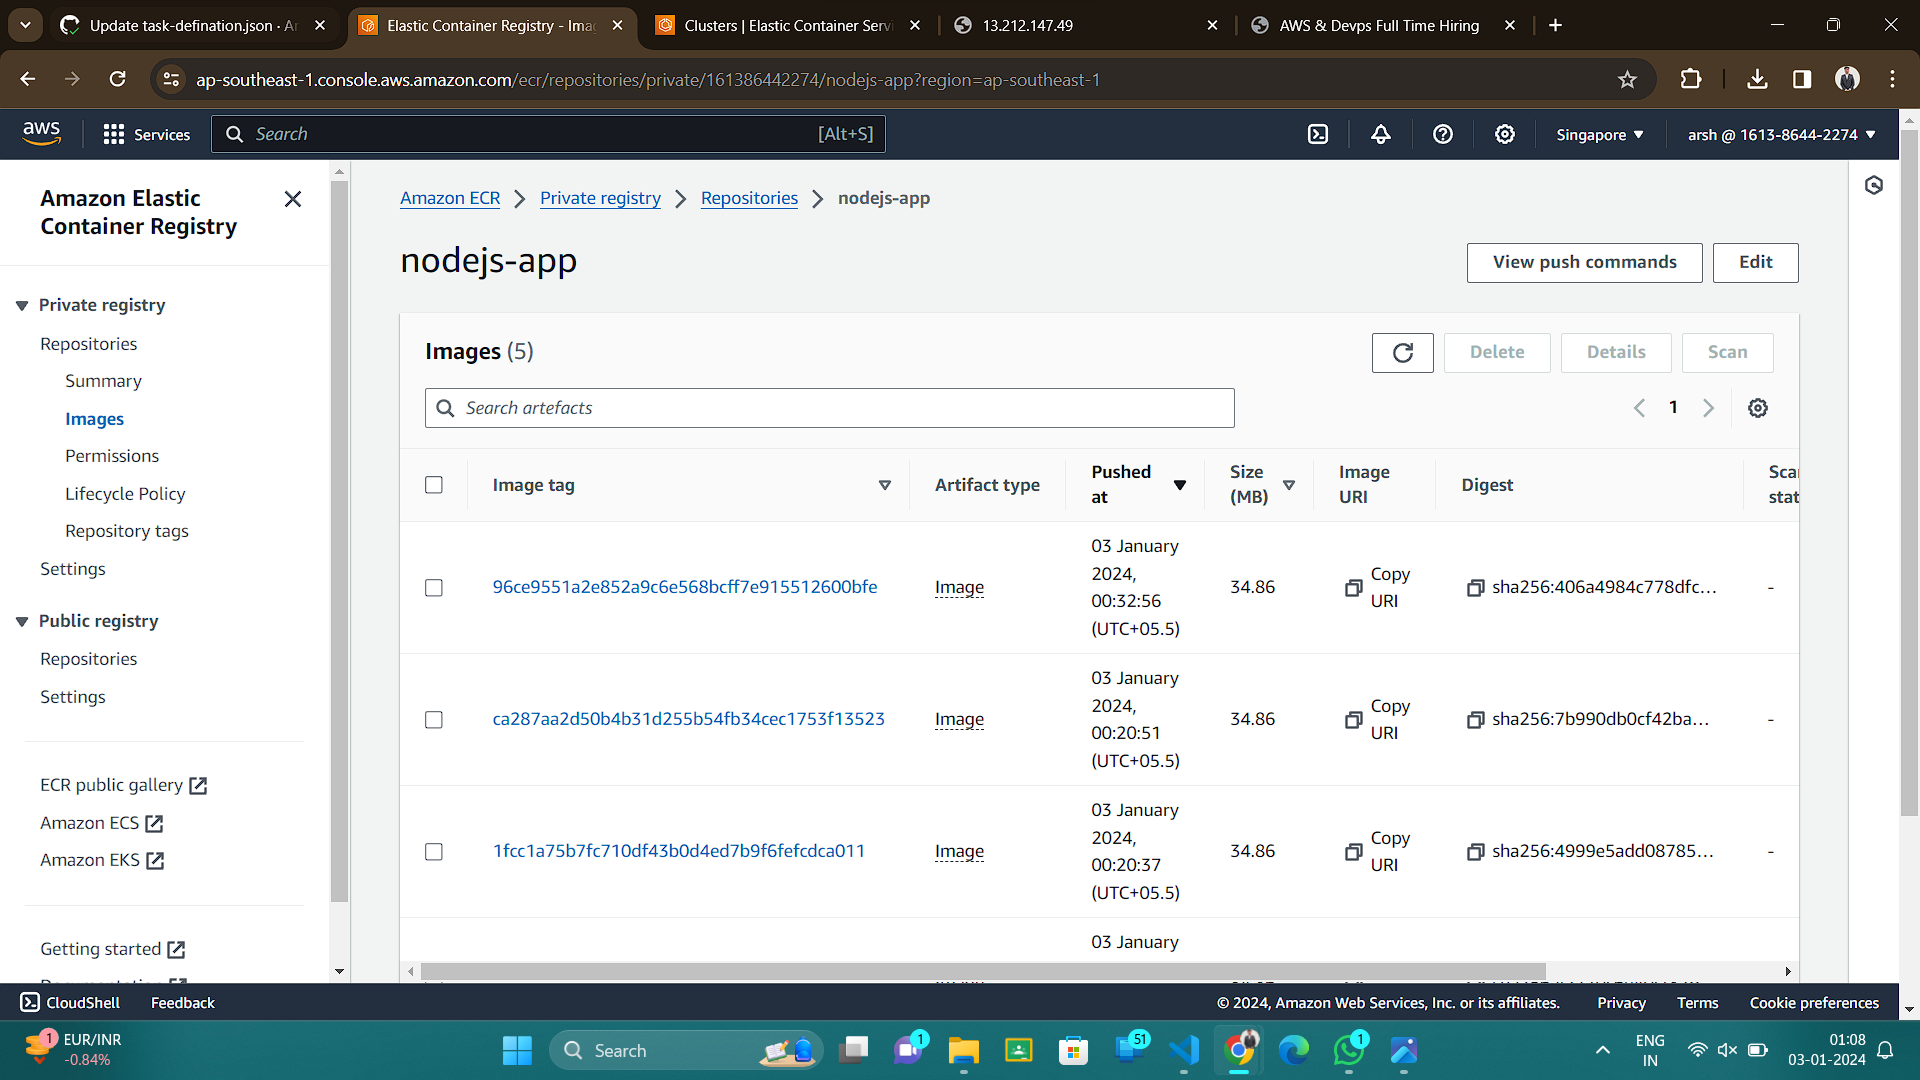 Update task-defination.json · Ar
Elastic Container Registry - Imag
Clusters | Elastic Container Servi
13.212.147.49
AWS & Devps Full Time Hiring
ap-southeast-1.console.aws.amazon.com/ecr/repositories/private/161386442274/nodejs-app?region=ap-southeast-1
aws
Services
Search
[Alt+S]
Singapore
arsh @ 1613-8644-2274
Amazon Elastic
Container Registry
Private registry
Repositories
Summary
Images
Permissions
Lifecycle Policy
Repository tags
Settings
Public registry
Repositories
Settings
ECR public gallery
Amazon ECS
Amazon EKS
Getting started
Amazon ECR
Private registry
Repositories
nodejs-app
nodejs-app
View push commands
Edit
Images (5)
Delete
Details
Scan
Search artefacts
1
Image tag
Artifact type
Pushed
at
Size
(MB)
Image
URI
Digest
Scan
stat
96ce9551a2e852a9c6e568bcff7e915512600bfe
Image
03 January
2024,
00:32:56
(UTC+05.5)
34.86
Copy
URI
sha256:406a4984c778dfc...
-
ca287aa2d50b4b31d255b54fb34cec1753f13523
Image
03 January
2024,
00:20:51
(UTC+05.5)
34.86
Copy
URI
sha256:7b990db0cf42ba...
-
1fcc1a75b7fc710df43b0d4ed7b9f6fefcdca011
Image
03 January
2024,
00:20:37
(UTC+05.5)
34.86
Copy
URI
sha256:4999e5add08785...
-
03 January
CloudShell
Feedback
© 2024, Amazon Web Services, Inc. or its affiliates.
Privacy
Terms
Cookie preferences
1
EUR/INR
-0.84%
Search
1
51
1
ENG
IN
01:08
03-01-2024